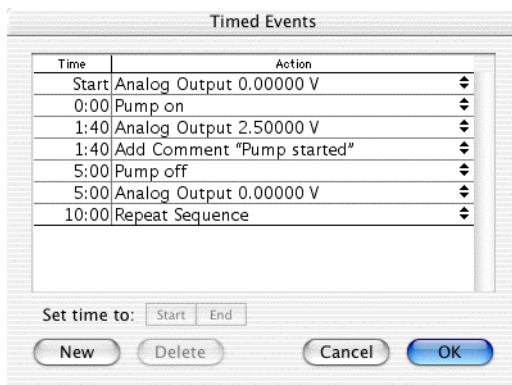 Timed Events
Time Action
Start Analog Output 0.00000 V
0:00 Pump on
1:40 Analog Output 2.50000 V
1:40 Add Comment “Pump started”
5:00 Pump off
5:00 Analog Output 0.00000 V
10:00 Repeat Sequence
Set time to: Start End
New Delete Cancel OK